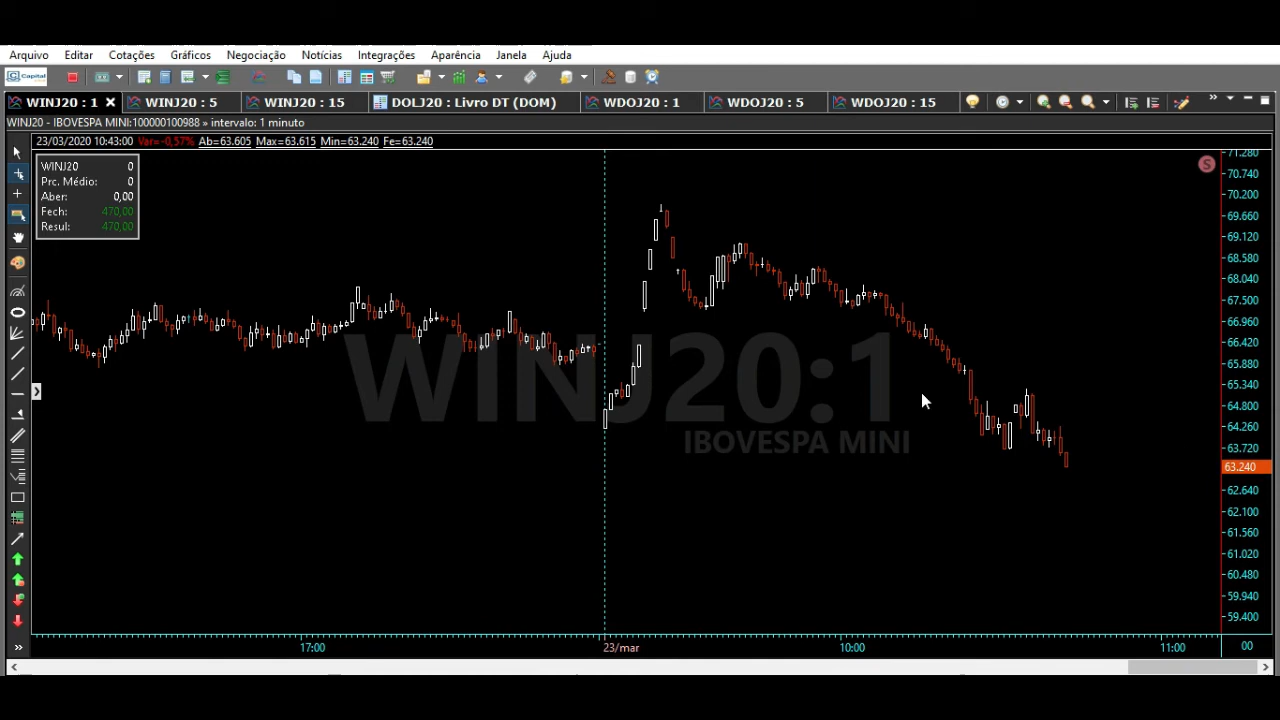 Arquivo Editar Cotações Gráficos Negociação Notícias Integrações Aparência Janela Ajuda
Capital
WINJ20 : 1 WINJ20 : 5 WINJ20 : 15 DOLJ20 : Livro DT (DOM) WDOJ20 : 1 WDOJ20 : 5 WDOJ20 : 15
WINJ20 - IBOVESPA MINI:100000100988 » intervalo: 1 minuto
23/03/2020 10:43:00 Var=-0,57% Ab=63.605 Max=63.615 Min=63.240 Fe=63.240
WINJ20 0
Prc. Médio: 0
Aber: 0,00
Fech: 470,00
Resul: 470,00
S
WINJ20:1
IBOVESPA MINI
71.280
70.740
70.200
69.660
69.120
68.580
68.040
67.500
66.960
66.420
65.880
65.340
64.800
64.260
63.720
63.240
62.640
62.100
61.560
61.020
60.480
59.940
59.400
17:00 23/mar 10:00 11:00 00